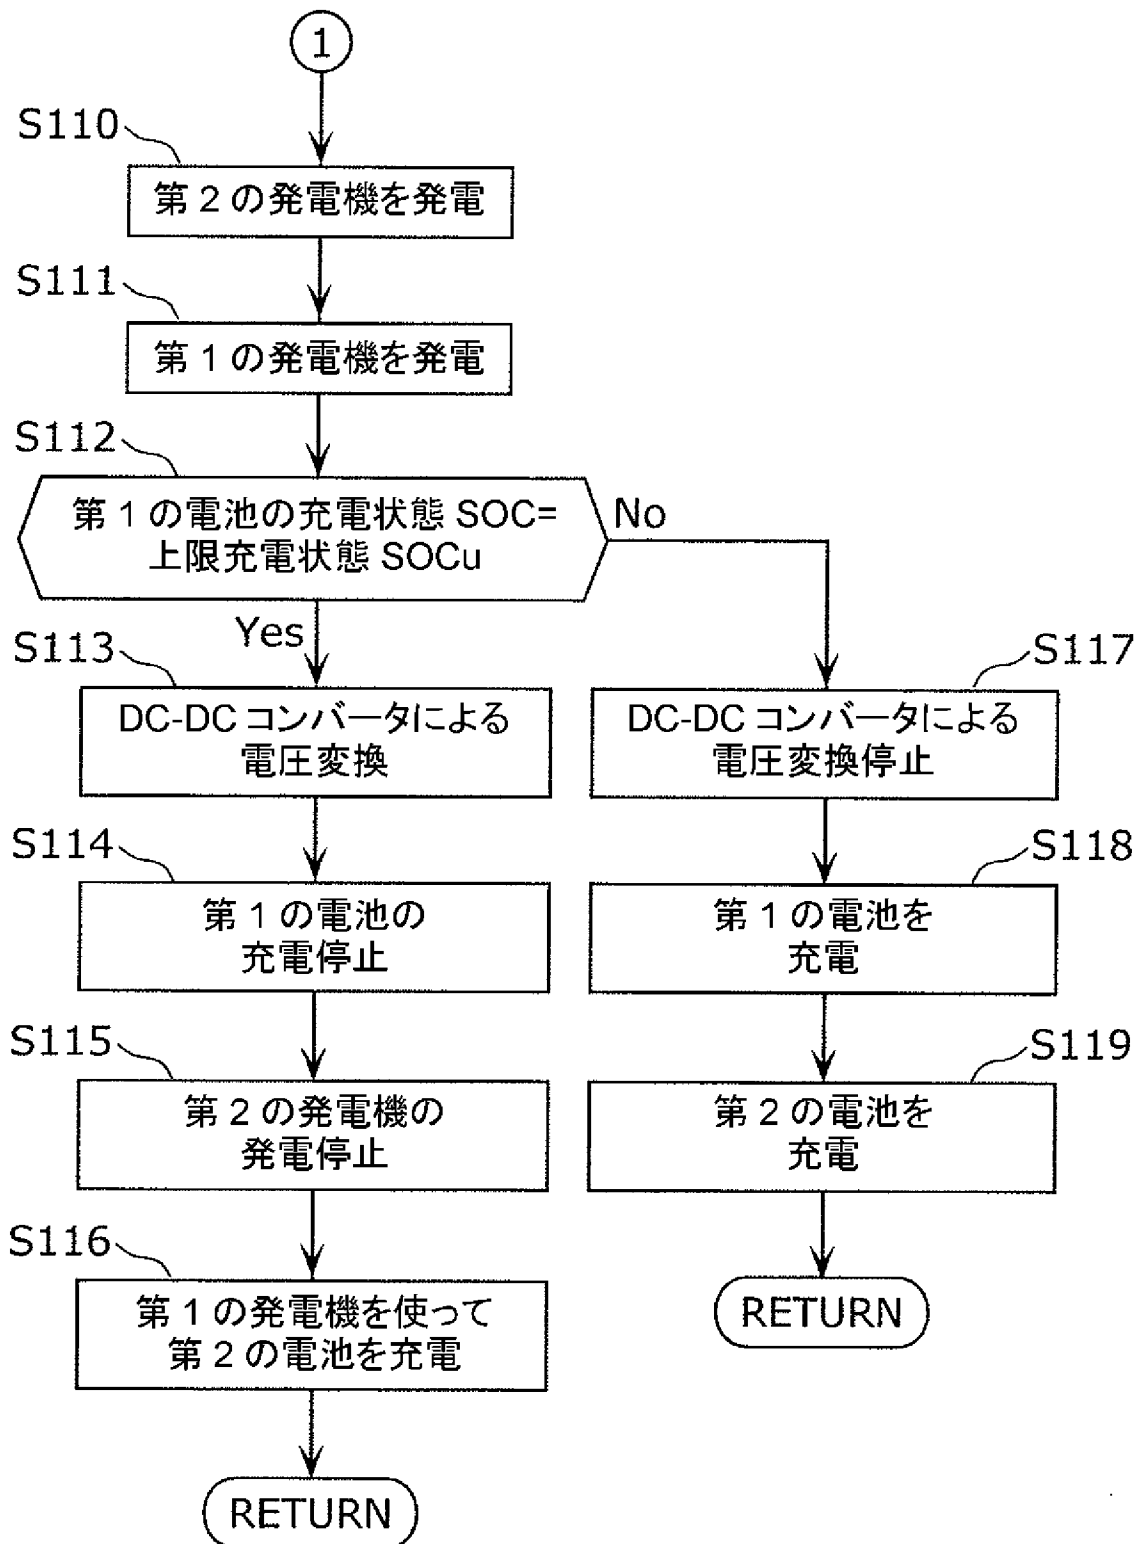 1
S110
第2の発電機を発電
S111
第1の発電機を発電
S112
第1の電池の充電状態 SOC=
上限充電状態 SOCu
No
Yes
S113
DC-DC コンバータによる
電圧変換
S114
第1の電池の
充電停止
S115
第2の発電機の
発電停止
S116
第1の発電機を使って
第2の電池を充電
RETURN
S117
DC-DC コンバータによる
電圧変換停止
S118
第1の電池を
充電
S119
第2の電池を
充電
RETURN